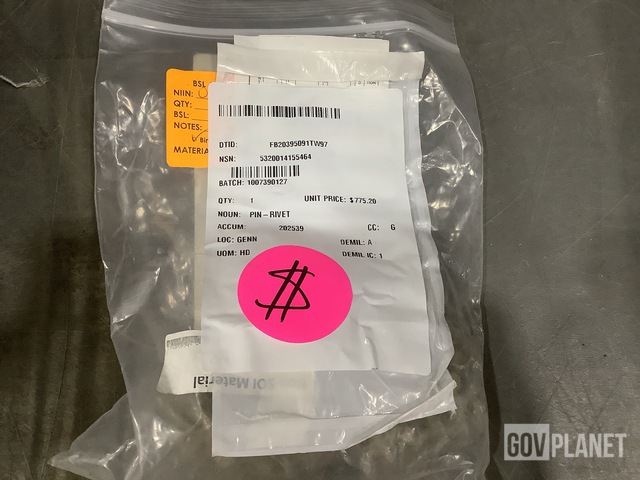 BSL
NIIN:
QTY:
BSL:
NOTES:
MATERIA
DTID: FB20395091TW97
NSN: 5320014155464
BATCH: 1007390127
QTY: 1 UNIT PRICE: $775.20
NOUN: PIN-RIVET
ACCUM: 202539 CC: G
LOC: GENN DEMIL: A
UOM: HD DEMIL IC: 1
$
Material
GOVPLANET